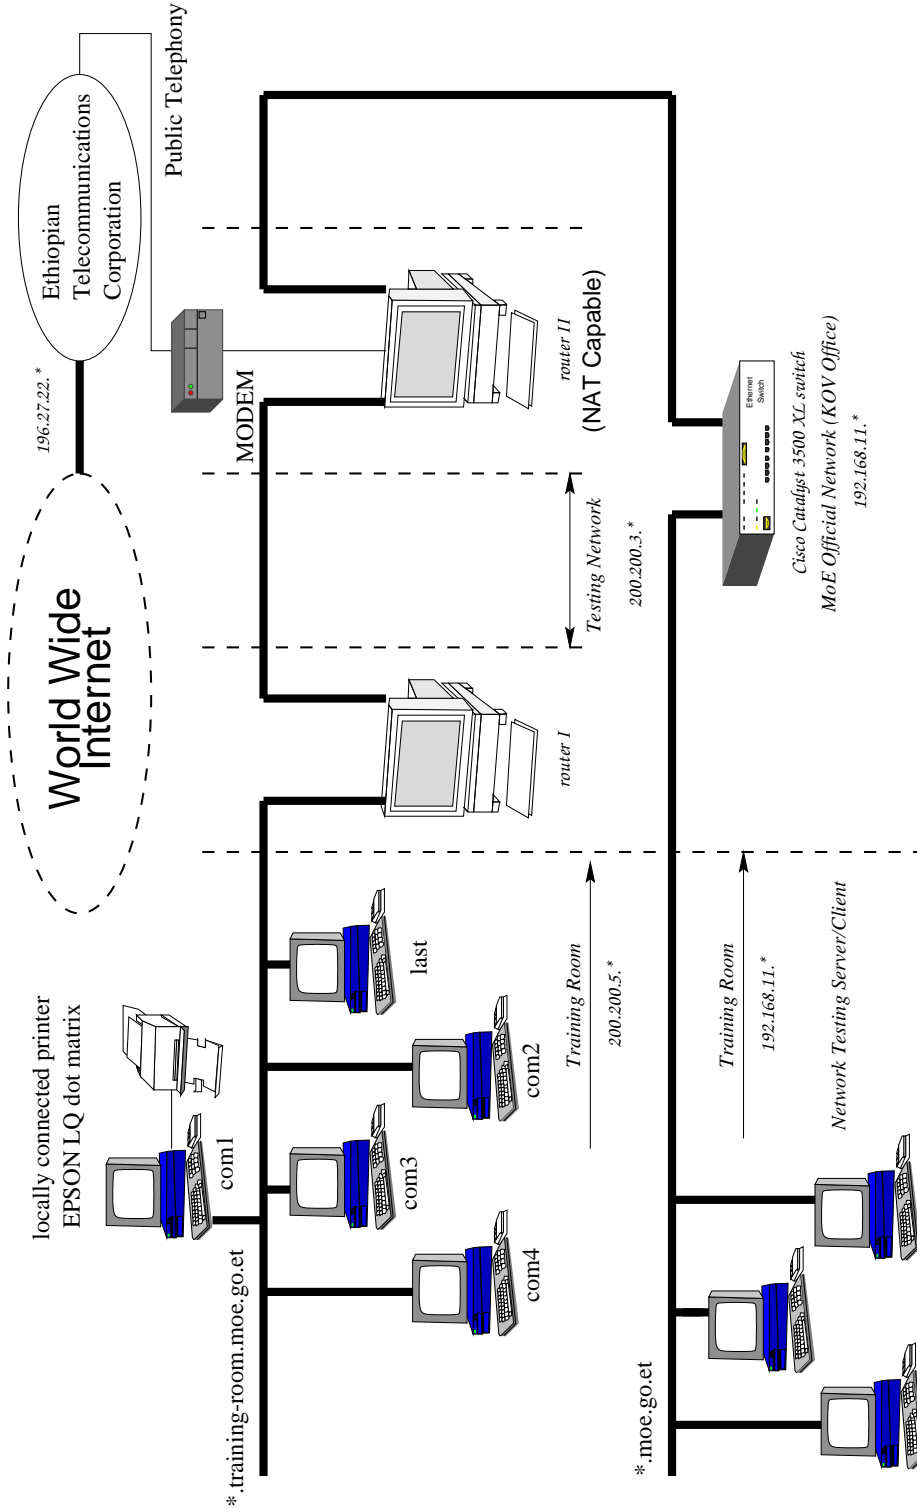 World Wide
Internet
196.27.22.*
Ethiopian
Telecommunications
Corporation
Public Telephony
locally connected printer
EPSON LQ dot matrix
MODEM
com1
*.training-room.moe.go.et
com3
last
com4
com2
router I
router II
(NAT Capable)
Training Room
200.200.5.*
Testing Network
200.200.3.*
*.moe.go.et
Training Room
192.168.11.*
Network Testing Server/Client
Ethernet
Switch
Cisco Catalyst 3500 XL switch
MoE Official Network (KOV Office)
192.168.11.*